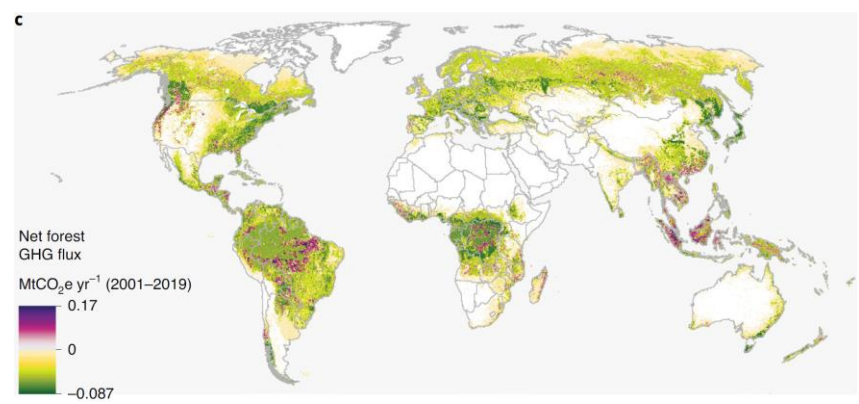 c
Net forest
GHG flux
MtCO₂e yr⁻¹ (2001–2019)
0.17
0
−0.087